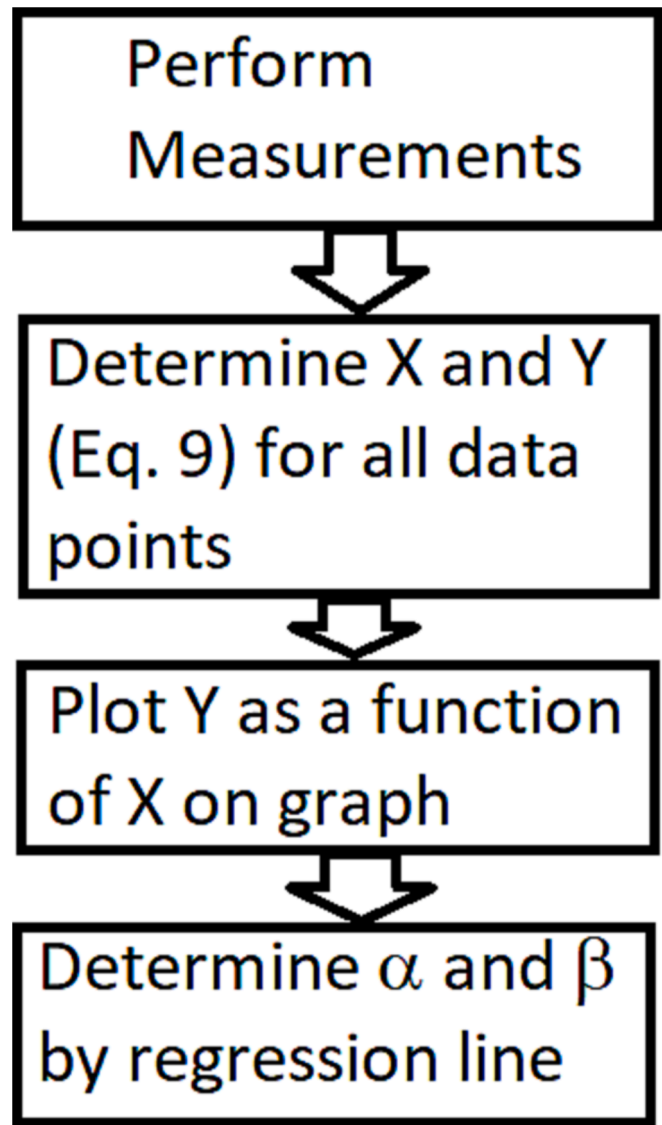 Perform
Measurements
Determine X and Y
(Eq. 9) for all data
points
Plot Y as a function
of X on graph
Determine α and β
by regression line